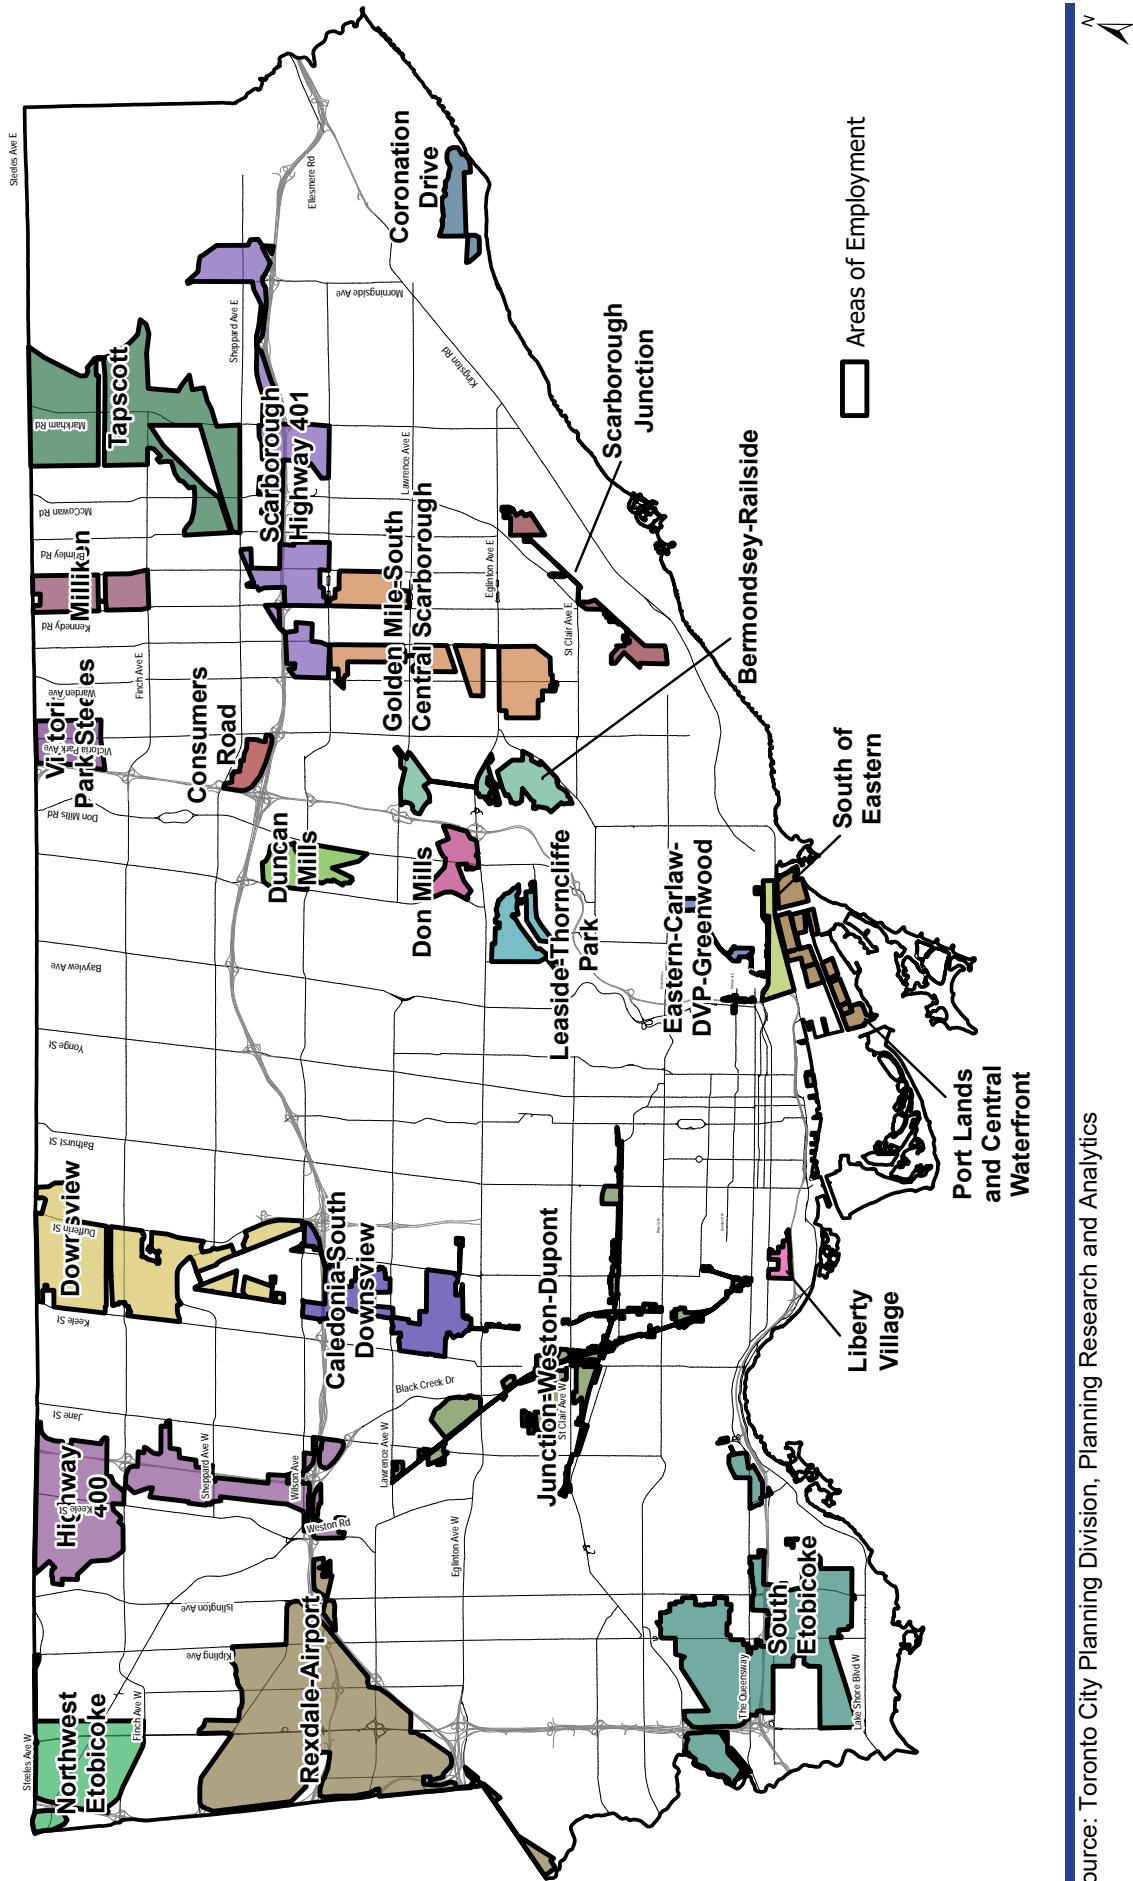 Steeles Ave W
Northwest
Etobicoke
Finch Ave W
Kipling Ave
Islington Ave
Rexdale-Airport
Highway
400
Keele St
Jane St
Sheppard Ave W
Wilson Ave
Weston Rd
Black Creek Dr
Lawrence Ave W
Eglinton Ave W
Keele St
Downsview
Dufferin St
Caledonia-South
Downsview
Bathurst St
Yonge St
Bayview Ave
Junction-Weston-Dupont
St Clair Ave W
South
Etobicoke
The Queensway
Lake Shore Blvd W
Liberty
Village
Port Lands
and Central
Waterfront
South of
Eastern
Eastern-Carlaw-
DVP-Greenwood
Leaside-Thorncliffe
Park
Don Mills
Duncan
Mills
Don Mills Rd
Consumers
Road
Victoria
Park-Steeles
Victoria Park Ave
Warden Ave
Finch Ave E
Kennedy Rd
Milliken
Brimley Rd
McCowan Rd
Markham Rd
Tapscott
Steeles Ave E
Sheppard Ave E
Ellesmere Rd
Scarborough
Highway 401
Golden Mile-South
Central Scarborough
Lawrence Ave E
Eglinton Ave E
St Clair Ave E
Morningside Ave
Kingston Rd
Coronation
Drive
Scarborough
Junction
Bermondsey-Railside
Areas of Employment
N
ource: Toronto City Planning Division, Planning Research and Analytics